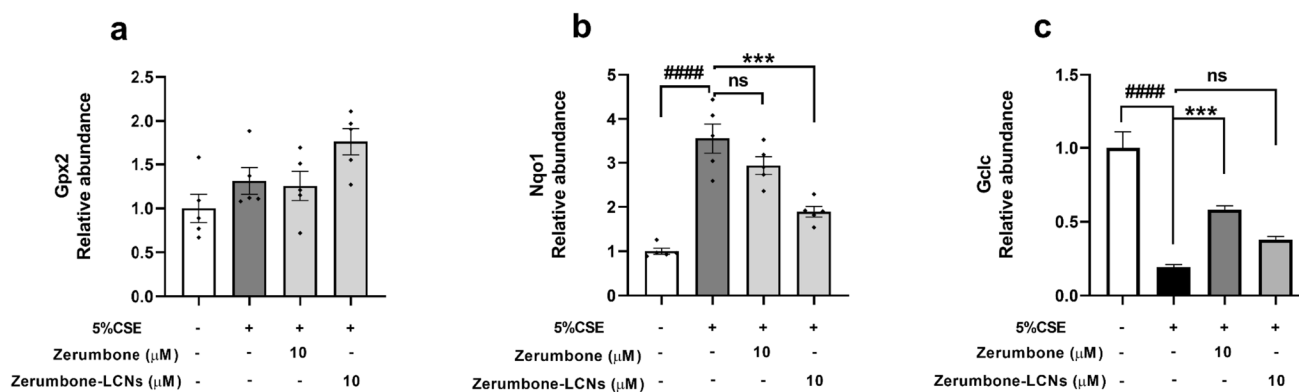 a
Gpx2
Relative abundance
2.5
2.0
1.5
1.0
0.5
0.0
5%CSE - + + +
Zerumbone (μM) - - 10 -
Zerumbone-LCNs (μM) - - - 10
b
Nqo1
Relative abundance
5
4
3
2
1
0
####
***
ns
- + + +
- - 10 -
- - - 10
5%CSE
Zerumbone (μM)
Zerumbone-LCNs (μM)
c
Gclc
Relative abundance
1.5
1.0
0.5
0.0
####
ns
***
5%CSE - + + +
Zerumbone (μM) - - 10 -
Zerumbone-LCNs (μM) - - - 10